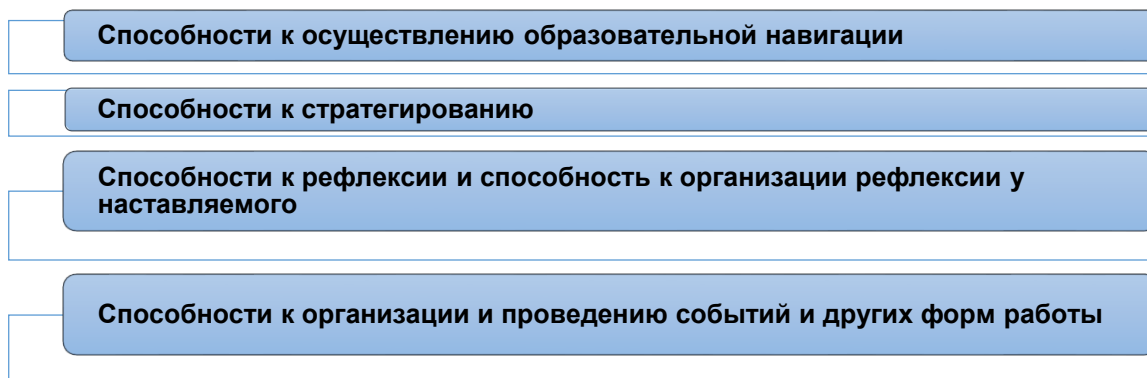 Способности к осуществлению образовательной навигации
Способности к стратегированию
Способности к рефлексии и способность к организации рефлексии у
наставляемого
Способности к организации и проведению событий и других форм работы